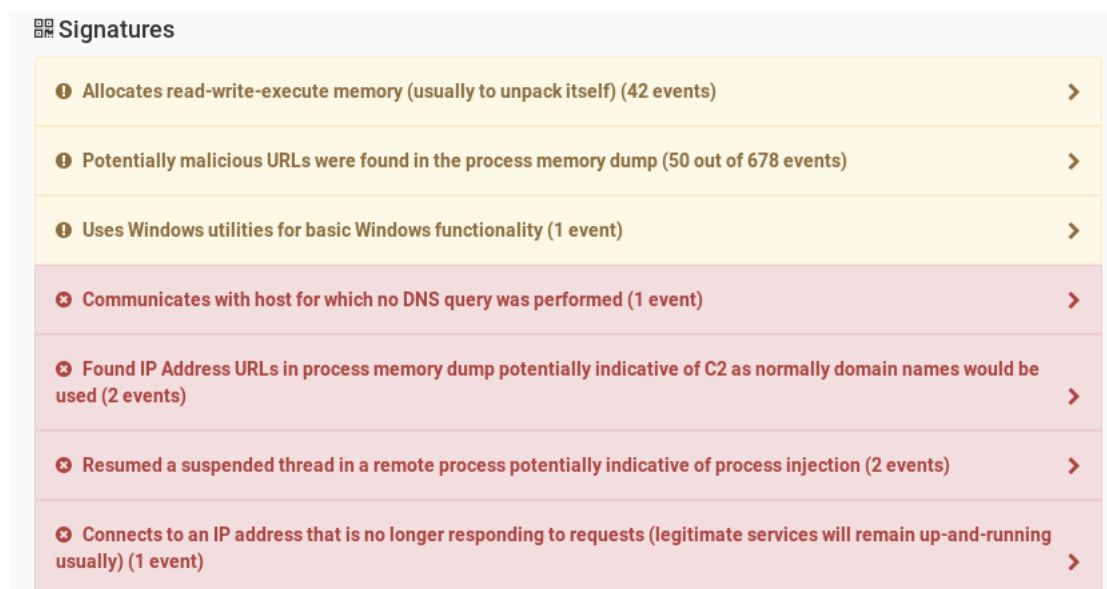 Signatures
Allocates read-write-execute memory (usually to unpack itself) (42 events)
Potentially malicious URLs were found in the process memory dump (50 out of 678 events)
Uses Windows utilities for basic Windows functionality (1 event)
Communicates with host for which no DNS query was performed (1 event)
Found IP Address URLs in process memory dump potentially indicative of C2 as normally domain names would be
used (2 events)
Resumed a suspended thread in a remote process potentially indicative of process injection (2 events)
Connects to an IP address that is no longer responding to requests (legitimate services will remain up-and-running
usually) (1 event)